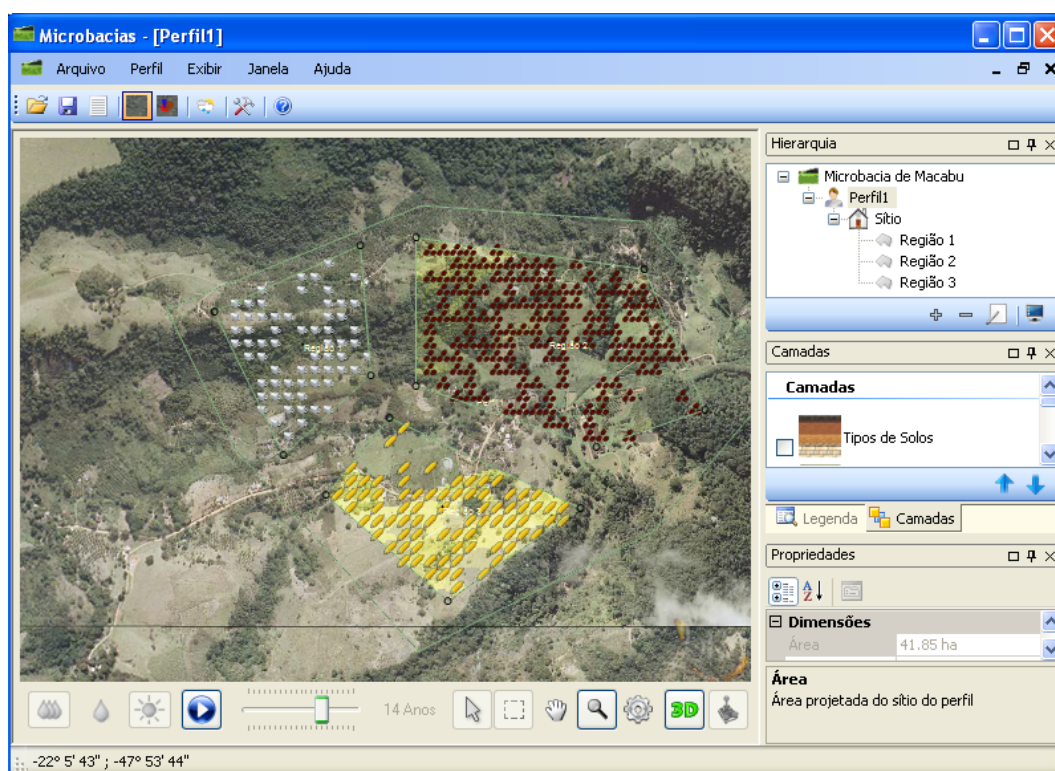 Microbacias - [Perfil1]
Arquivo Perfil Exibir Janela Ajuda
Hierarquia
Microbacia de Macabu
Perfil1
Sítio
Região 1
Região 2
Região 3
Camadas
Camadas
Tipos de Solos
Legenda Camadas
Propriedades
A
Z
Dimensões
Área 41.85 ha
Área
Área projetada do sítio do perfil
Região 2
14 Anos
3D
-22° 5' 43" ; -47° 53' 44"